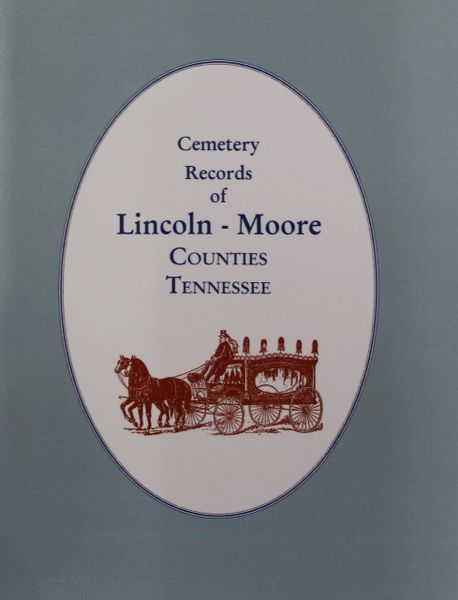 Cemetery
Records
of
Lincoln - Moore
COUNTIES
TENNESSEE